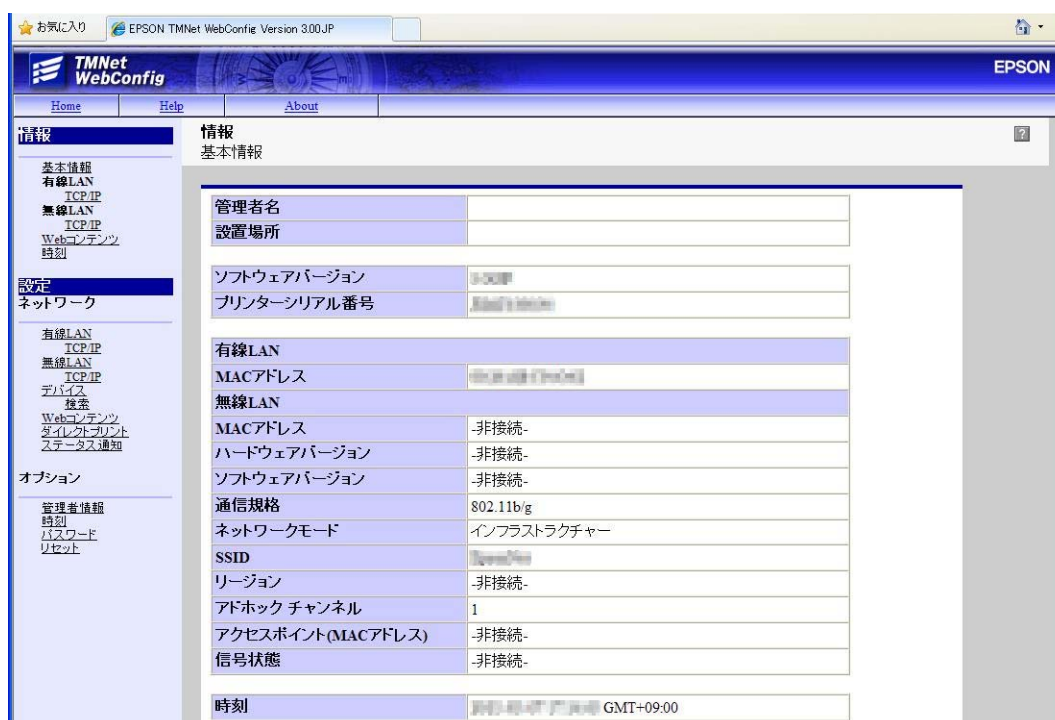 お気に入り EPSON TMNet WebConfig Version 3.00JP
TMNet
WebConfig
EPSON
Home Help About
情報
基本情報
有線LAN
TCP/IP
無線LAN
TCP/IP
Webコンテンツ
時刻
設定
ネットワーク
有線LAN
TCP/IP
無線LAN
TCP/IP
デバイス
検索
Webコンテンツ
ダイレクトプリント
ステータス通知
オプション
管理者情報
時刻
パスワード
リセット
情報
基本情報
?
管理者名
設置場所
ソフトウェアバージョン
プリンターシリアル番号
有線LAN
MACアドレス
無線LAN
MACアドレス -非接続-
ハードウェアバージョン -非接続-
ソフトウェアバージョン -非接続-
通信規格 802.11b/g
ネットワークモード インフラストラクチャー
SSID
リージョン -非接続-
アドホック チャンネル 1
アクセスポイント(MACアドレス) -非接続-
信号状態 -非接続-
時刻 GMT+09:00